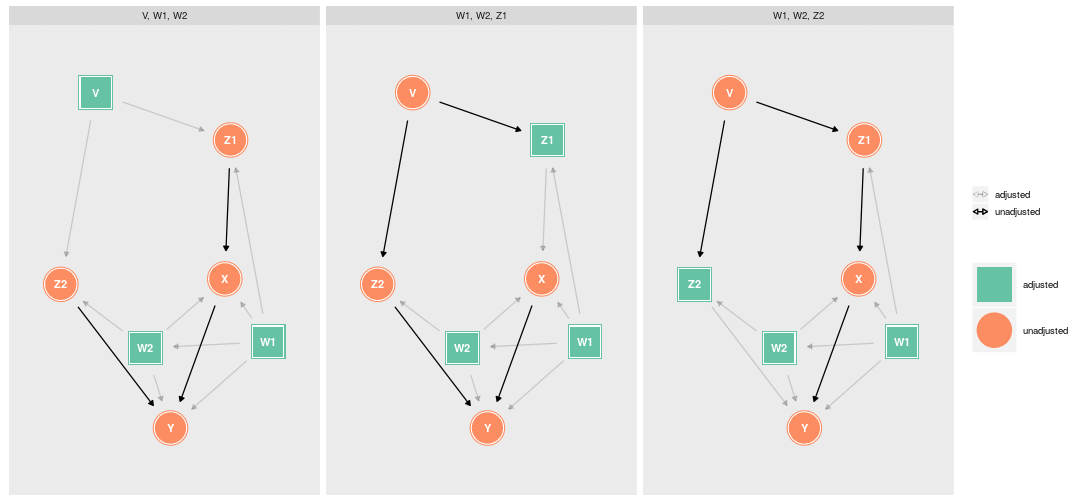 V, W1, W2
W1, W2, Z1
W1, W2, Z2
V
Z1
Z2
X
W2
W1
Y
V
Z1
Z2
X
W2
W1
Y
V
Z1
Z2
X
W2
W1
Y
adjusted
unadjusted
adjusted
unadjusted